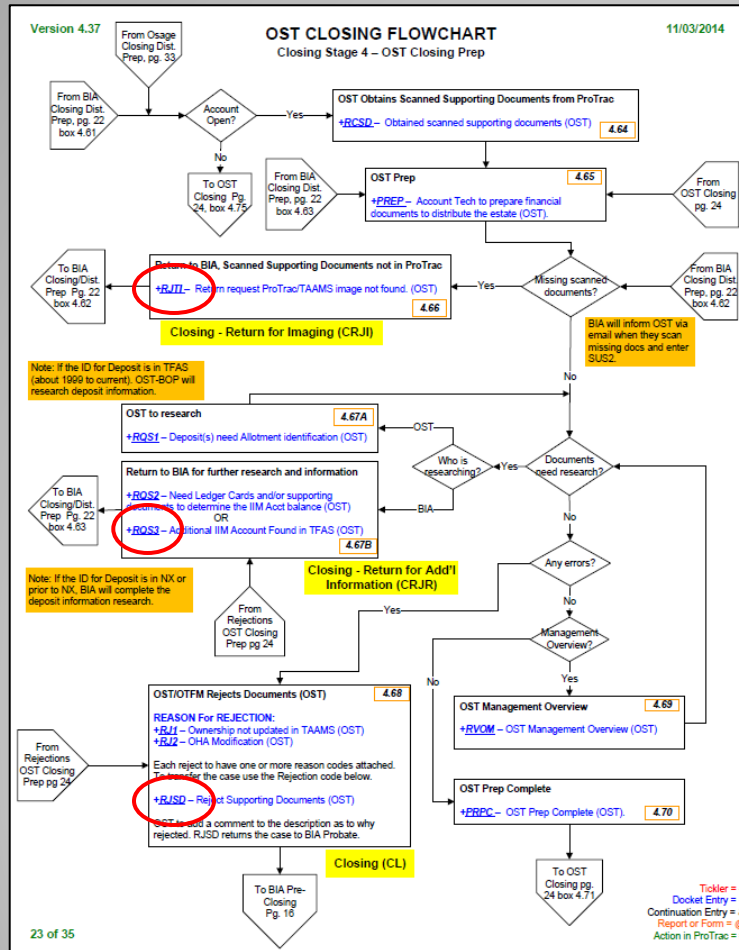 Version 4.37
OST CLOSING FLOWCHART
11/03/2014
Closing Stage 4 – OST Closing Prep
From Osage
Closing Dist.
Prep, pg. 33
From BIA
Closing Dist.
Prep, pg. 22
box 4.61
Account
Open?
Yes
No
OST Obtains Scanned Supporting Documents from ProTrac
+RCSD – Obtained scanned supporting documents (OST)
4.64
To OST
Closing Pg.
24, box 4.75
From BIA
Closing Dist.
Prep, pg. 22
box 4.63
OST Prep
4.65
+PREP – Account Tech to prepare financial
documents to distribute the estate (OST).
From
OST Closing
pg. 24
To BIA
Closing/Dist.
Prep Pg. 22
box 4.62
Return to BIA, Scanned Supporting Documents not in ProTrac
+RJTI – Return request ProTrac/TAAMS image not found. (OST)
4.66
Yes
Missing scanned
documents?
From BIA
Closing Dist.
Prep, pg. 22
box 4.62
Closing - Return for Imaging (CRJI)
BIA will inform OST via
email when they scan
missing docs and enter
SUS2.
No
Note: If the ID for Deposit is in TFAS
(about 1999 to current). OST-BOP will
research deposit information.
OST to research
4.67A
+RQS1 – Deposit(s) need Allotment identification (OST)
OST
Who is
researching?
Yes
Documents
need research?
BIA
No
To BIA
Closing/Dist.
Prep Pg. 22
box 4.63
Return to BIA for further research and information
+RQS2 – Need Ledger Cards and/or supporting
documents to determine the IIM Acct balance (OST)
OR
+RQS3 – Additional IIM Account Found in TFAS (OST)
4.67B
Note: If the ID for Deposit is in NX or
prior to NX, BIA will complete the
deposit information research.
Closing - Return for Add'l
Information (CRJR)
From
Rejections
OST Closing
Prep pg 24
Any errors?
Yes
No
Management
Overview?
No
Yes
OST/OTFM Rejects Documents (OST)
4.68
REASON For REJECTION:
+RJ1 – Ownership not updated in TAAMS (OST)
+RJ2 – OHA Modification (OST)
Each reject to have one or more reason codes attached.
To transfer the case use the Rejection code below.
+RJSD – Reject Supporting Documents (OST)
OST to add a comment to the description as to why
rejected. RJSD returns the case to BIA Probate.
From
Rejections
OST Closing
Prep pg 24
OST Management Overview
4.69
+RVOM – OST Management Overview (OST)
OST Prep Complete
+PRPC – OST Prep Complete (OST).
4.70
Closing (CL)
To BIA Pre-
Closing
Pg. 16
To OST
Closing pg.
24 box 4.71
Tickler =
Docket Entry =
Continuation Entry =
Report or Form = @
Action in ProTrac =
23 of 35